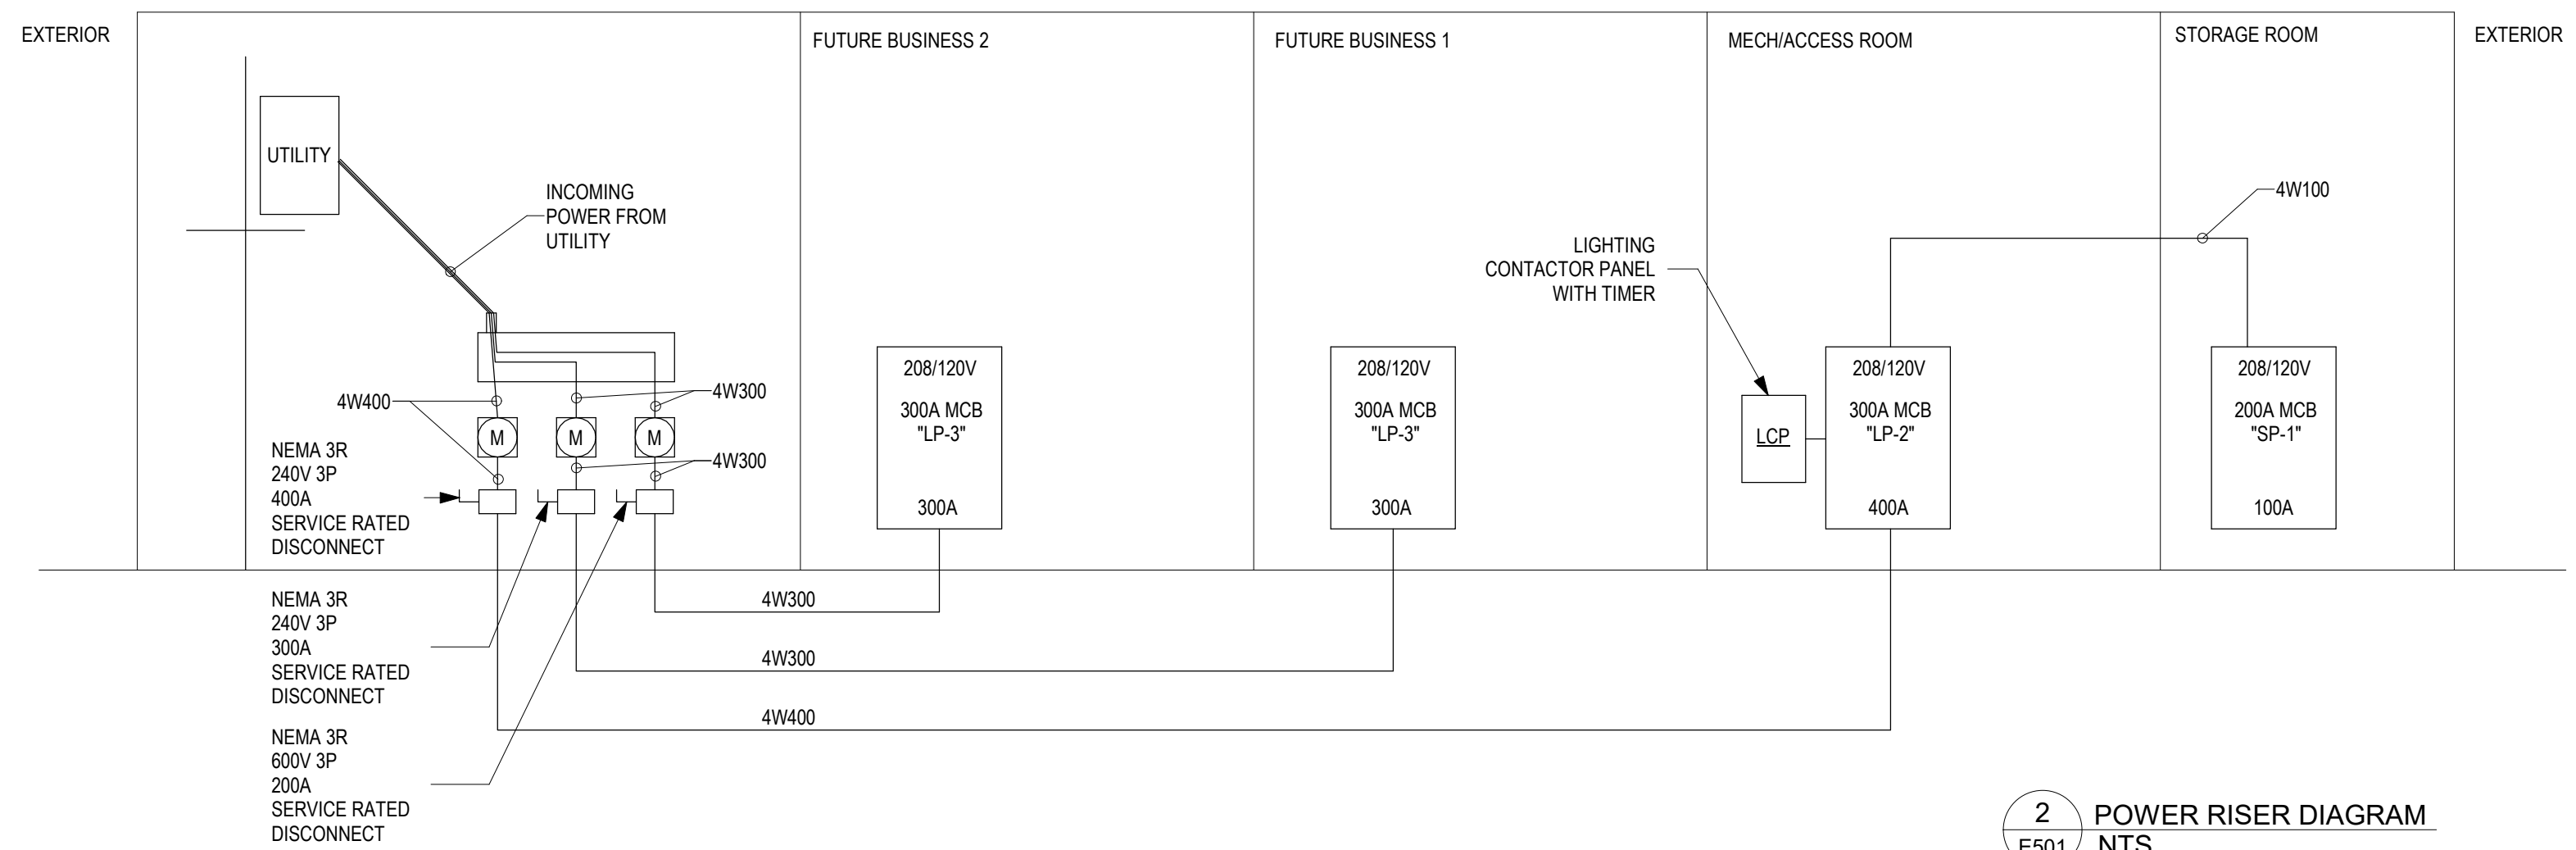 EXTERIOR
FUTURE BUSINESS 2
FUTURE BUSINESS 1
MECH/ACCESS ROOM
STORAGE ROOM
EXTERIOR
UTILITY
INCOMING
POWER FROM
UTILITY
4W100
LIGHTING
CONTACTOR PANEL
WITH TIMER
4W400
4W300
M
M
M
4W300
NEMA 3R
240V 3P
400A
SERVICE RATED
DISCONNECT
208/120V
300A MCB
"LP-3"
300A
208/120V
300A MCB
"LP-3"
300A
LCP
208/120V
300A MCB
"LP-2"
400A
208/120V
200A MCB
"SP-1"
100A
NEMA 3R
240V 3P
300A
SERVICE RATED
DISCONNECT
4W300
4W300
4W400
NEMA 3R
600V 3P
200A
SERVICE RATED
DISCONNECT
2
E501
POWER RISER DIAGRAM
NTS